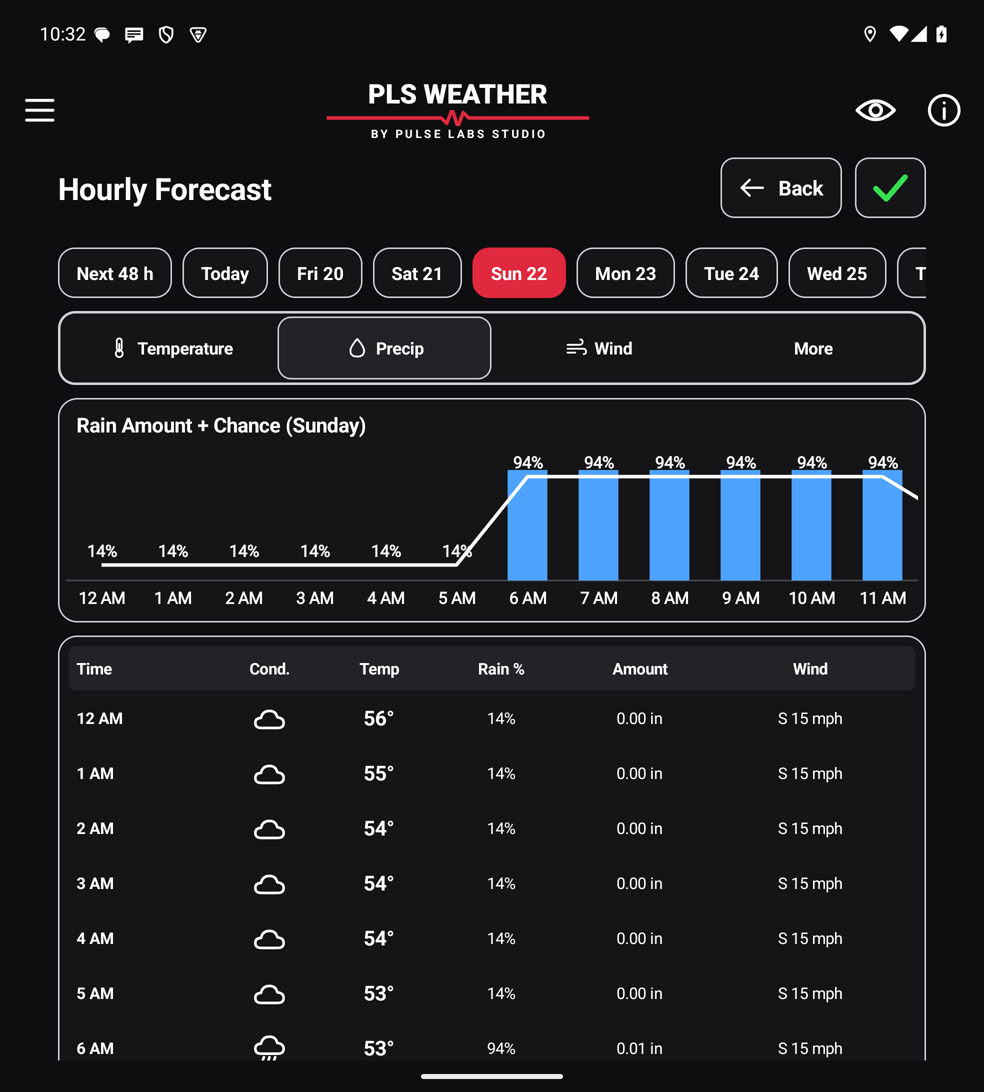 10:32
PLS WEATHER
BY PULSE LABS STUDIO
Hourly Forecast
Back
Next 48 h Today Fri 20 Sat 21 Sun 22 Mon 23 Tue 24 Wed 25 T
Temperature Precip Wind More
Rain Amount + Chance (Sunday)
94% 94% 94% 94% 94% 94%
14% 14% 14% 14% 14% 14%
12 AM 1 AM 2 AM 3 AM 4 AM 5 AM 6 AM 7 AM 8 AM 9 AM 10 AM 11 AM
Time Cond. Temp Rain % Amount Wind
12 AM 56° 14% 0.00 in S 15 mph
1 AM 55° 14% 0.00 in S 15 mph
2 AM 54° 14% 0.00 in S 15 mph
3 AM 54° 14% 0.00 in S 15 mph
4 AM 54° 14% 0.00 in S 15 mph
5 AM 53° 14% 0.00 in S 15 mph
6 AM 53° 94% 0.01 in S 15 mph